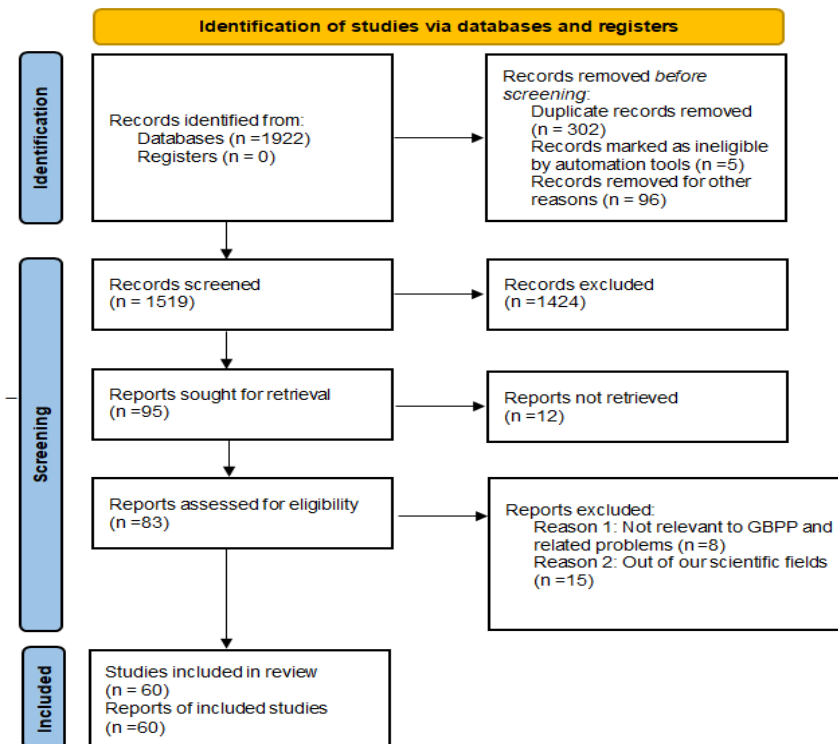 Identification of studies via databases and registers
Identification
Records identified from:
Databases (n =1922)
Registers (n = 0)
Records removed before
screening:
Duplicate records removed
(n = 302)
Records marked as ineligible
by automation tools (n =5)
Records removed for other
reasons (n = 96)
Screening
Records screened
(n = 1519)
Records excluded
(n =1424)
Reports sought for retrieval
(n =95)
Reports not retrieved
(n =12)
Reports assessed for eligibility
(n =83)
Reports excluded:
Reason 1: Not relevant to GBPP and
related problems (n =8)
Reason 2: Out of our scientific fields
(n =15)
Included
Studies included in review
(n = 60)
Reports of included studies
(n =60)